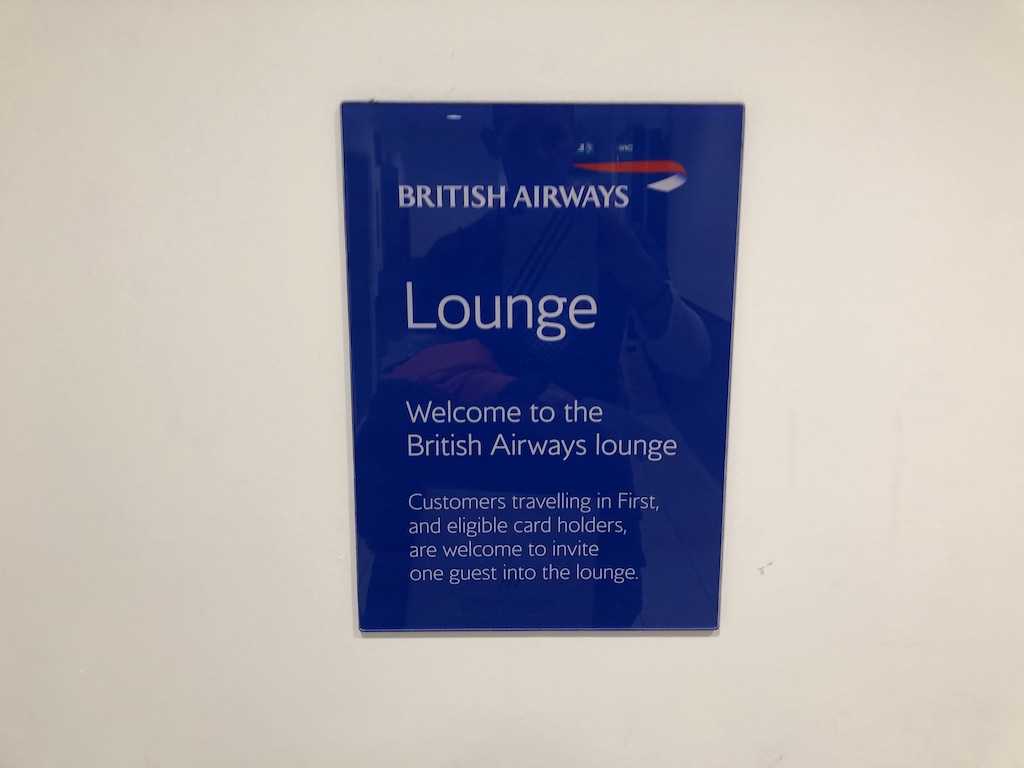 BRITISH AIRWAYS
Lounge
Welcome to the
British Airways lounge
Customers travelling in First,
and eligible card holders,
are welcome to invite
one guest into the lounge.